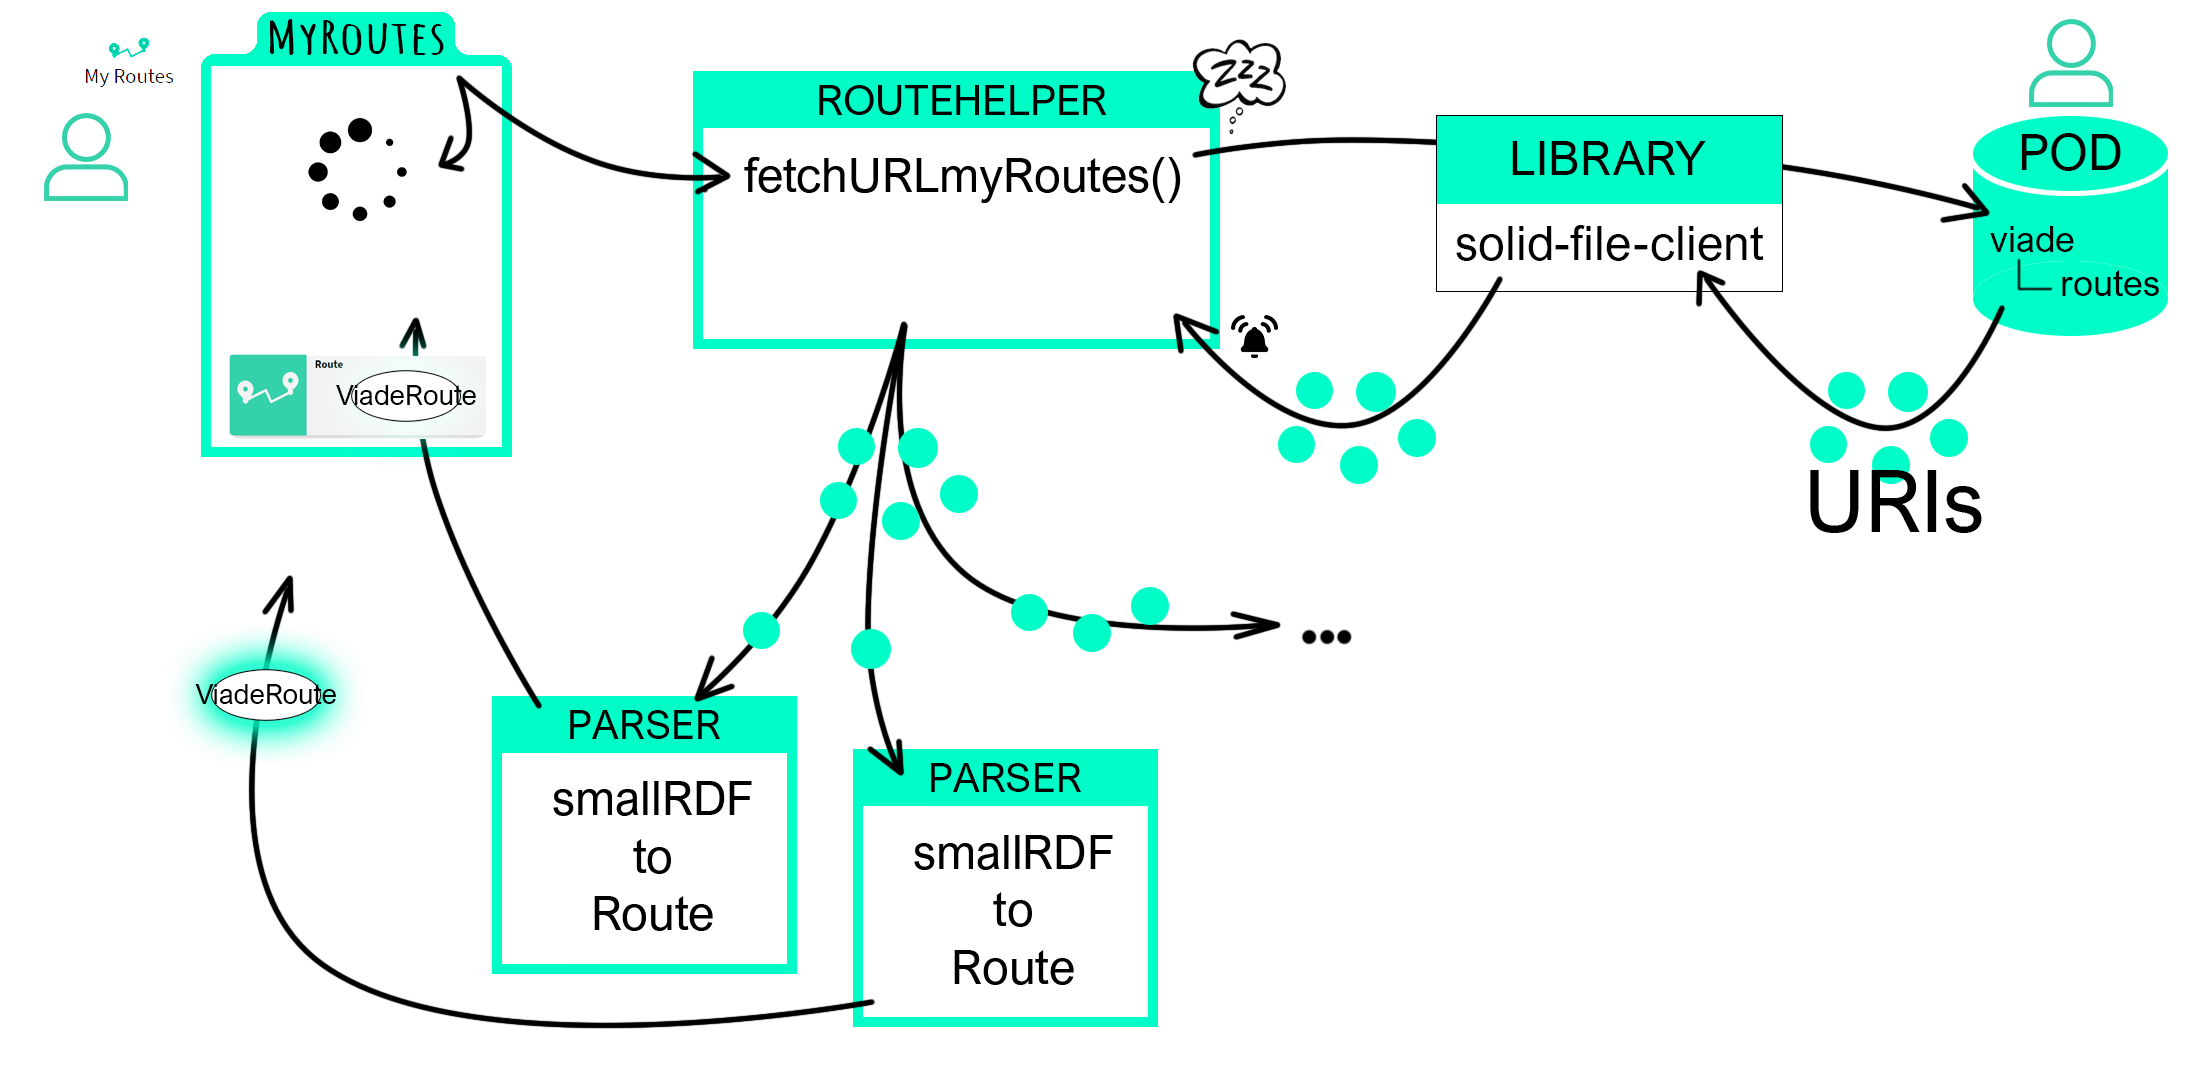 My Routes
MYROUTES
Route
ViadeRoute
ROUTEHELPER
fetchURLmyRoutes()
ZZZ
LIBRARY
solid-file-client
POD
viade
routes
URIs
...
ViadeRoute
PARSER
smallRDF
to
Route
PARSER
smallRDF
to
Route